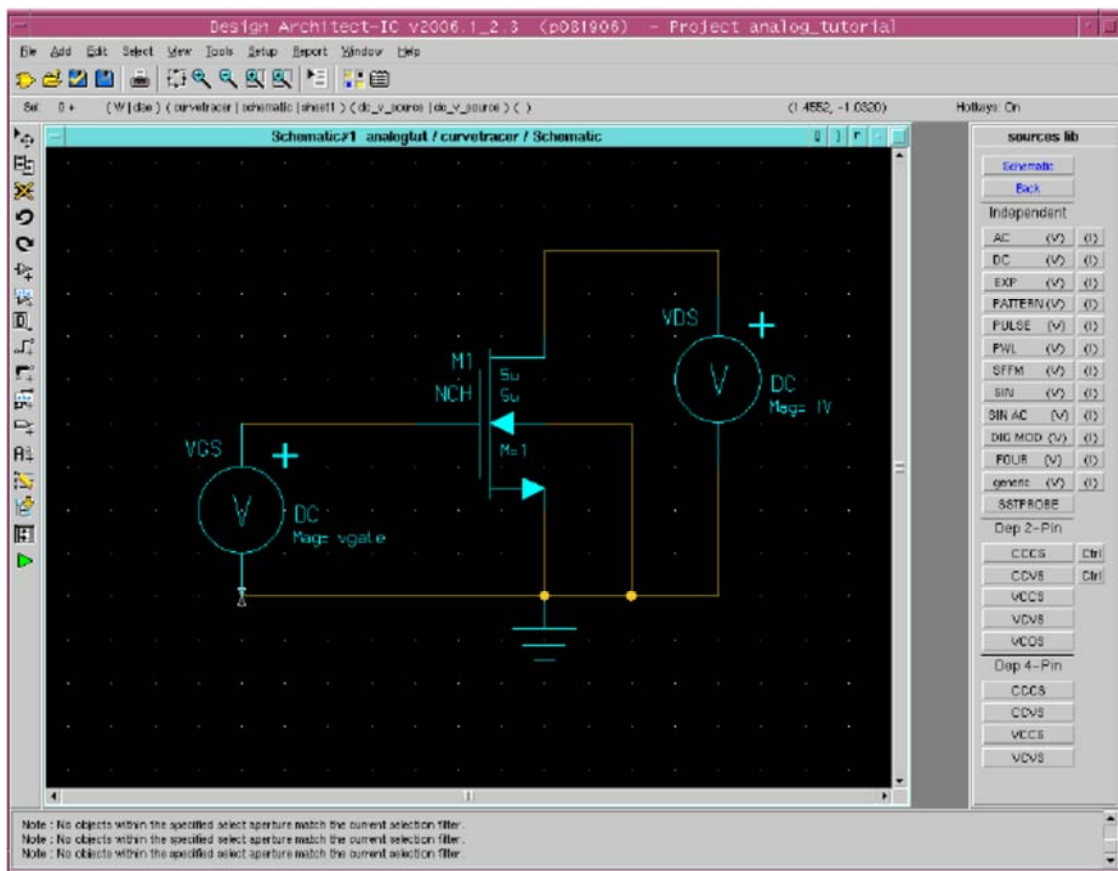 Design Architect-IC v2006.1_2.3 (p081906) - Project analog_tutorial
File Add Edit Select View Tools Setup Report Window Help
Sel: 0+ (W|dae) (curvetracer|schematic|sheet1) (dc_v_source|dc_v_source) ( ) (1.4552, -1.0320) Hotkeys: On
Schematic#1 analogtut / curvetracer / Schematic
VDS
+
V
DC
Mag= 1V
M1
NCH
5u
5u
M=1
VGS
+
V
DC
Mag= vgate
sources lib
Schematic
Back
Independent
AC (V) (I)
DC (V) (I)
EXP (V) (I)
PATTERN (V) (I)
PULSE (V) (I)
PWL (V) (I)
SFFM (V) (I)
SIN (V) (I)
SIN AC (V) (I)
DIG MOD (V) (I)
FOUR (V) (I)
generic (V) (I)
SSTPROBE
Dep 2-Pin
CCCS Ctrl
CCVS Ctrl
VCCS
VCVS
VCOS
Dep 4-Pin
CCCS
CCVS
VCCS
VCVS
Note : No objects within the specified select aperture match the current selection filter.
Note : No objects within the specified select aperture match the current selection filter.
Note : No objects within the specified select aperture match the current selection filter.